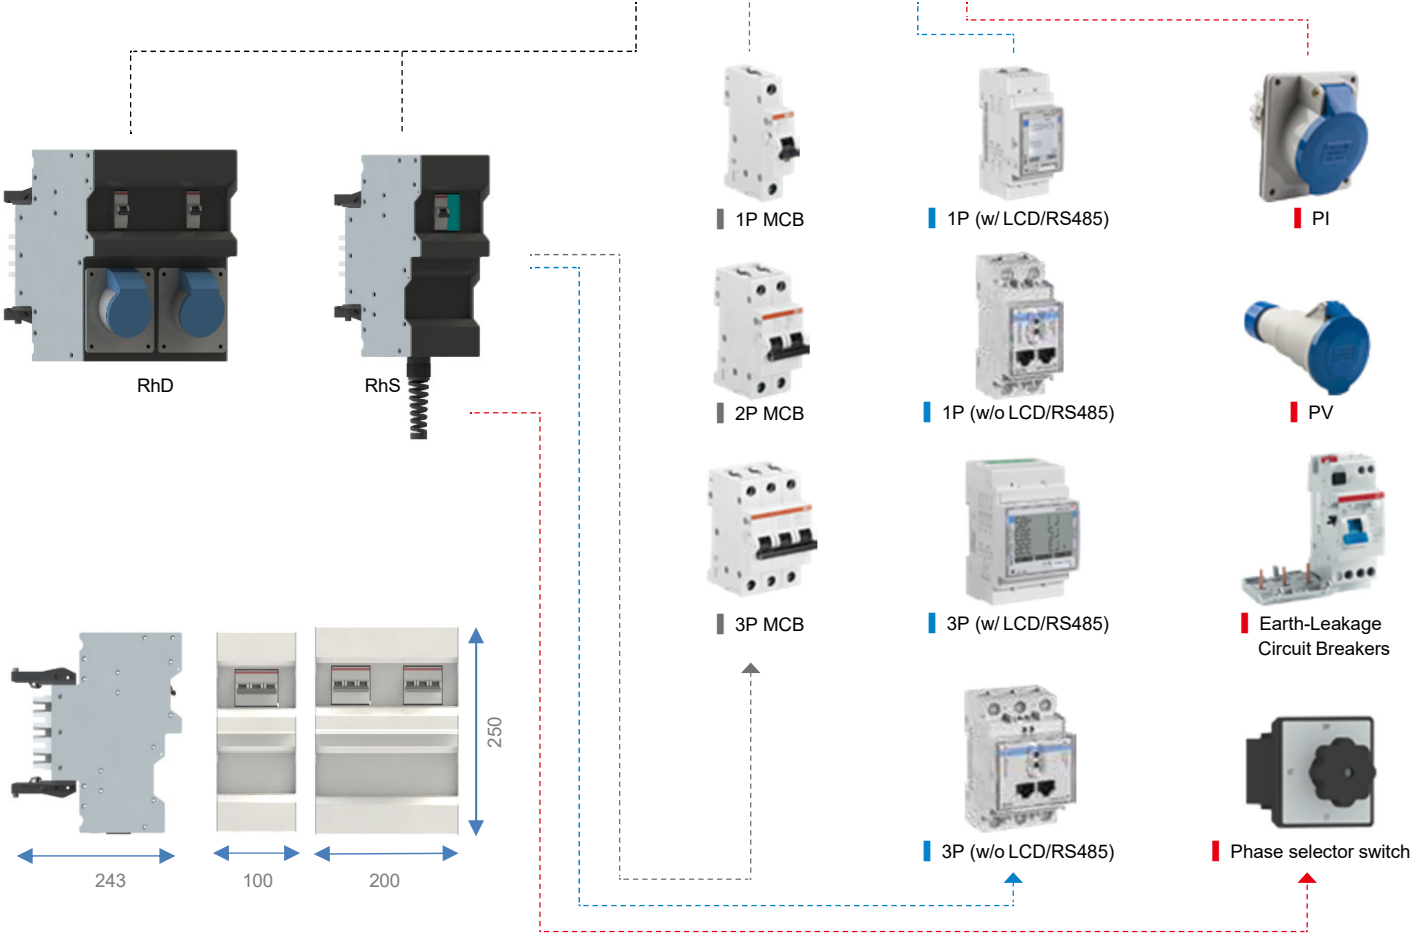 1P MCB
1P (w/ LCD/RS485)
PI
RhD
RhS
2P MCB
1P (w/o LCD/RS485)
PV
3P MCB
3P (w/ LCD/RS485)
Earth-Leakage
Circuit Breakers
250
3P (w/o LCD/RS485)
Phase selector switch
243
100
200